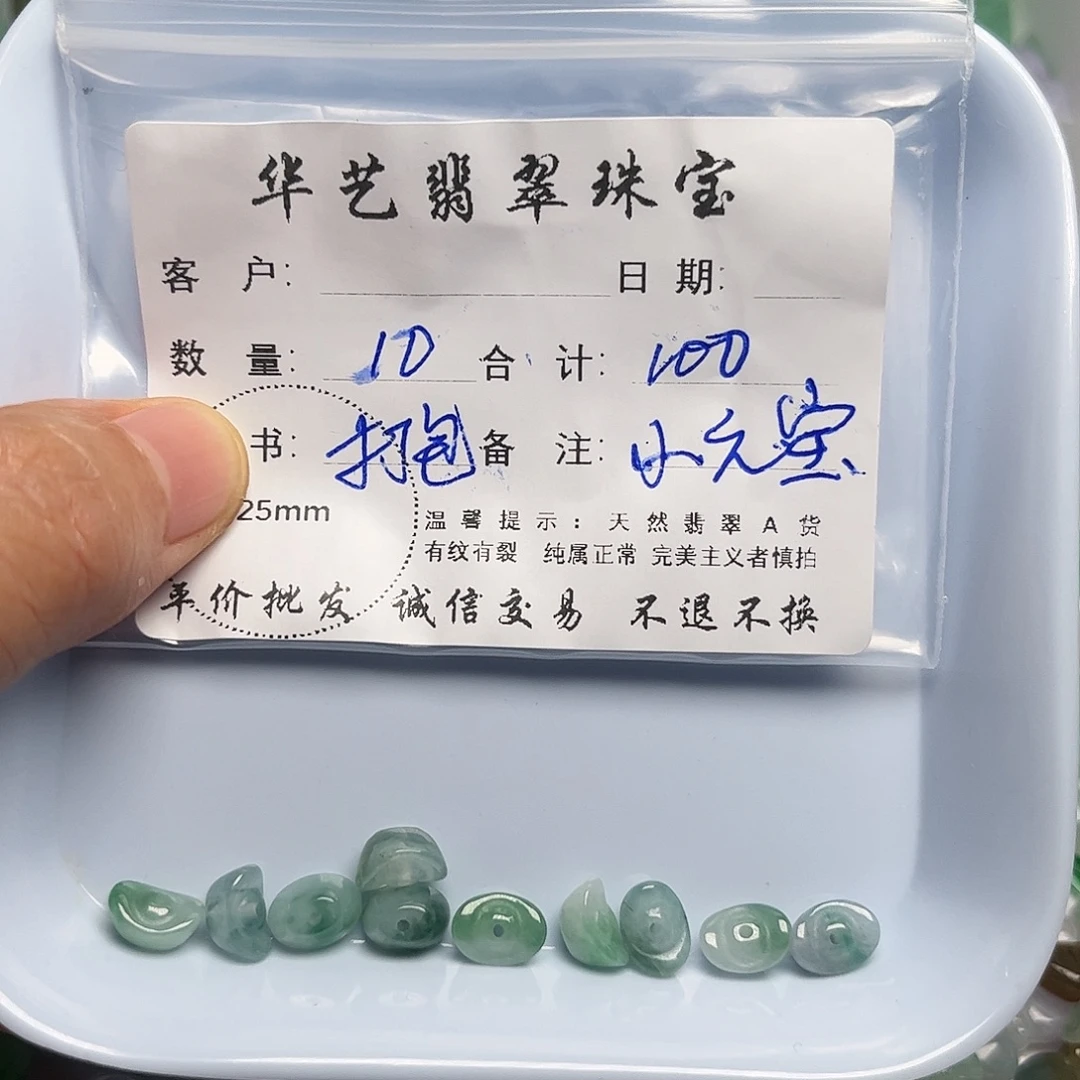 华艺翡翠珠宝
客 户： 日 期：
数 量： 10 合 计： 100
书： 打包 备 注： 小元宝
25mm
温馨提示：天然翡翠A货
有纹有裂 纯属正常 完美主义者慎拍
平价批发 诚信交易 不退不换